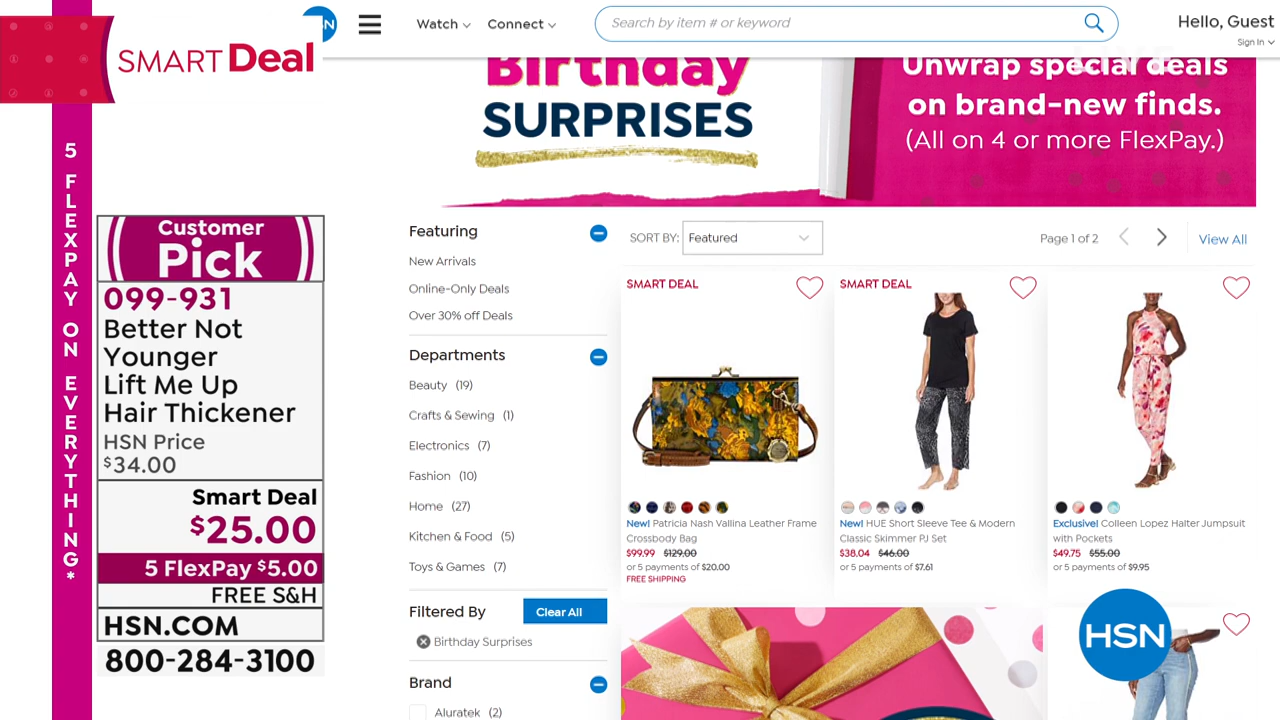 SMART Deal
5 FLEXPAY ON EVERYTHING*
Customer
Pick
099-931
Better Not
Younger
Lift Me Up
Hair Thickener
HSN Price
$34.00
Smart Deal
$25.00
5 FlexPay $5.00
FREE S&H
HSN.COM
800-284-3100
N
Watch
Connect
Search by item # or keyword
Hello, Guest
Sign In
LIVE
Birthday
SURPRISES
Unwrap special deals
on brand-new finds.
(All on 4 or more FlexPay.)
Featuring
New Arrivals
Online-Only Deals
Over 30% off Deals
Departments
Beauty (19)
Crafts & Sewing (1)
Electronics (7)
Fashion (10)
Home (27)
Kitchen & Food (5)
Toys & Games (7)
Filtered By
Clear All
Birthday Surprises
Brand
Aluratek (2)
SORT BY: Featured
Page 1 of 2
View All
SMART DEAL
New! Patricia Nash Vallina Leather Frame
Crossbody Bag
$99.99 $129.00
or 5 payments of $20.00
FREE SHIPPING
SMART DEAL
New! HUE Short Sleeve Tee & Modern
Classic Skimmer PJ Set
$38.04 $46.00
or 5 payments of $7.61
Exclusive! Colleen Lopez Halter Jumpsuit
with Pockets
$49.75 $55.00
or 5 payments of $9.95
HSN